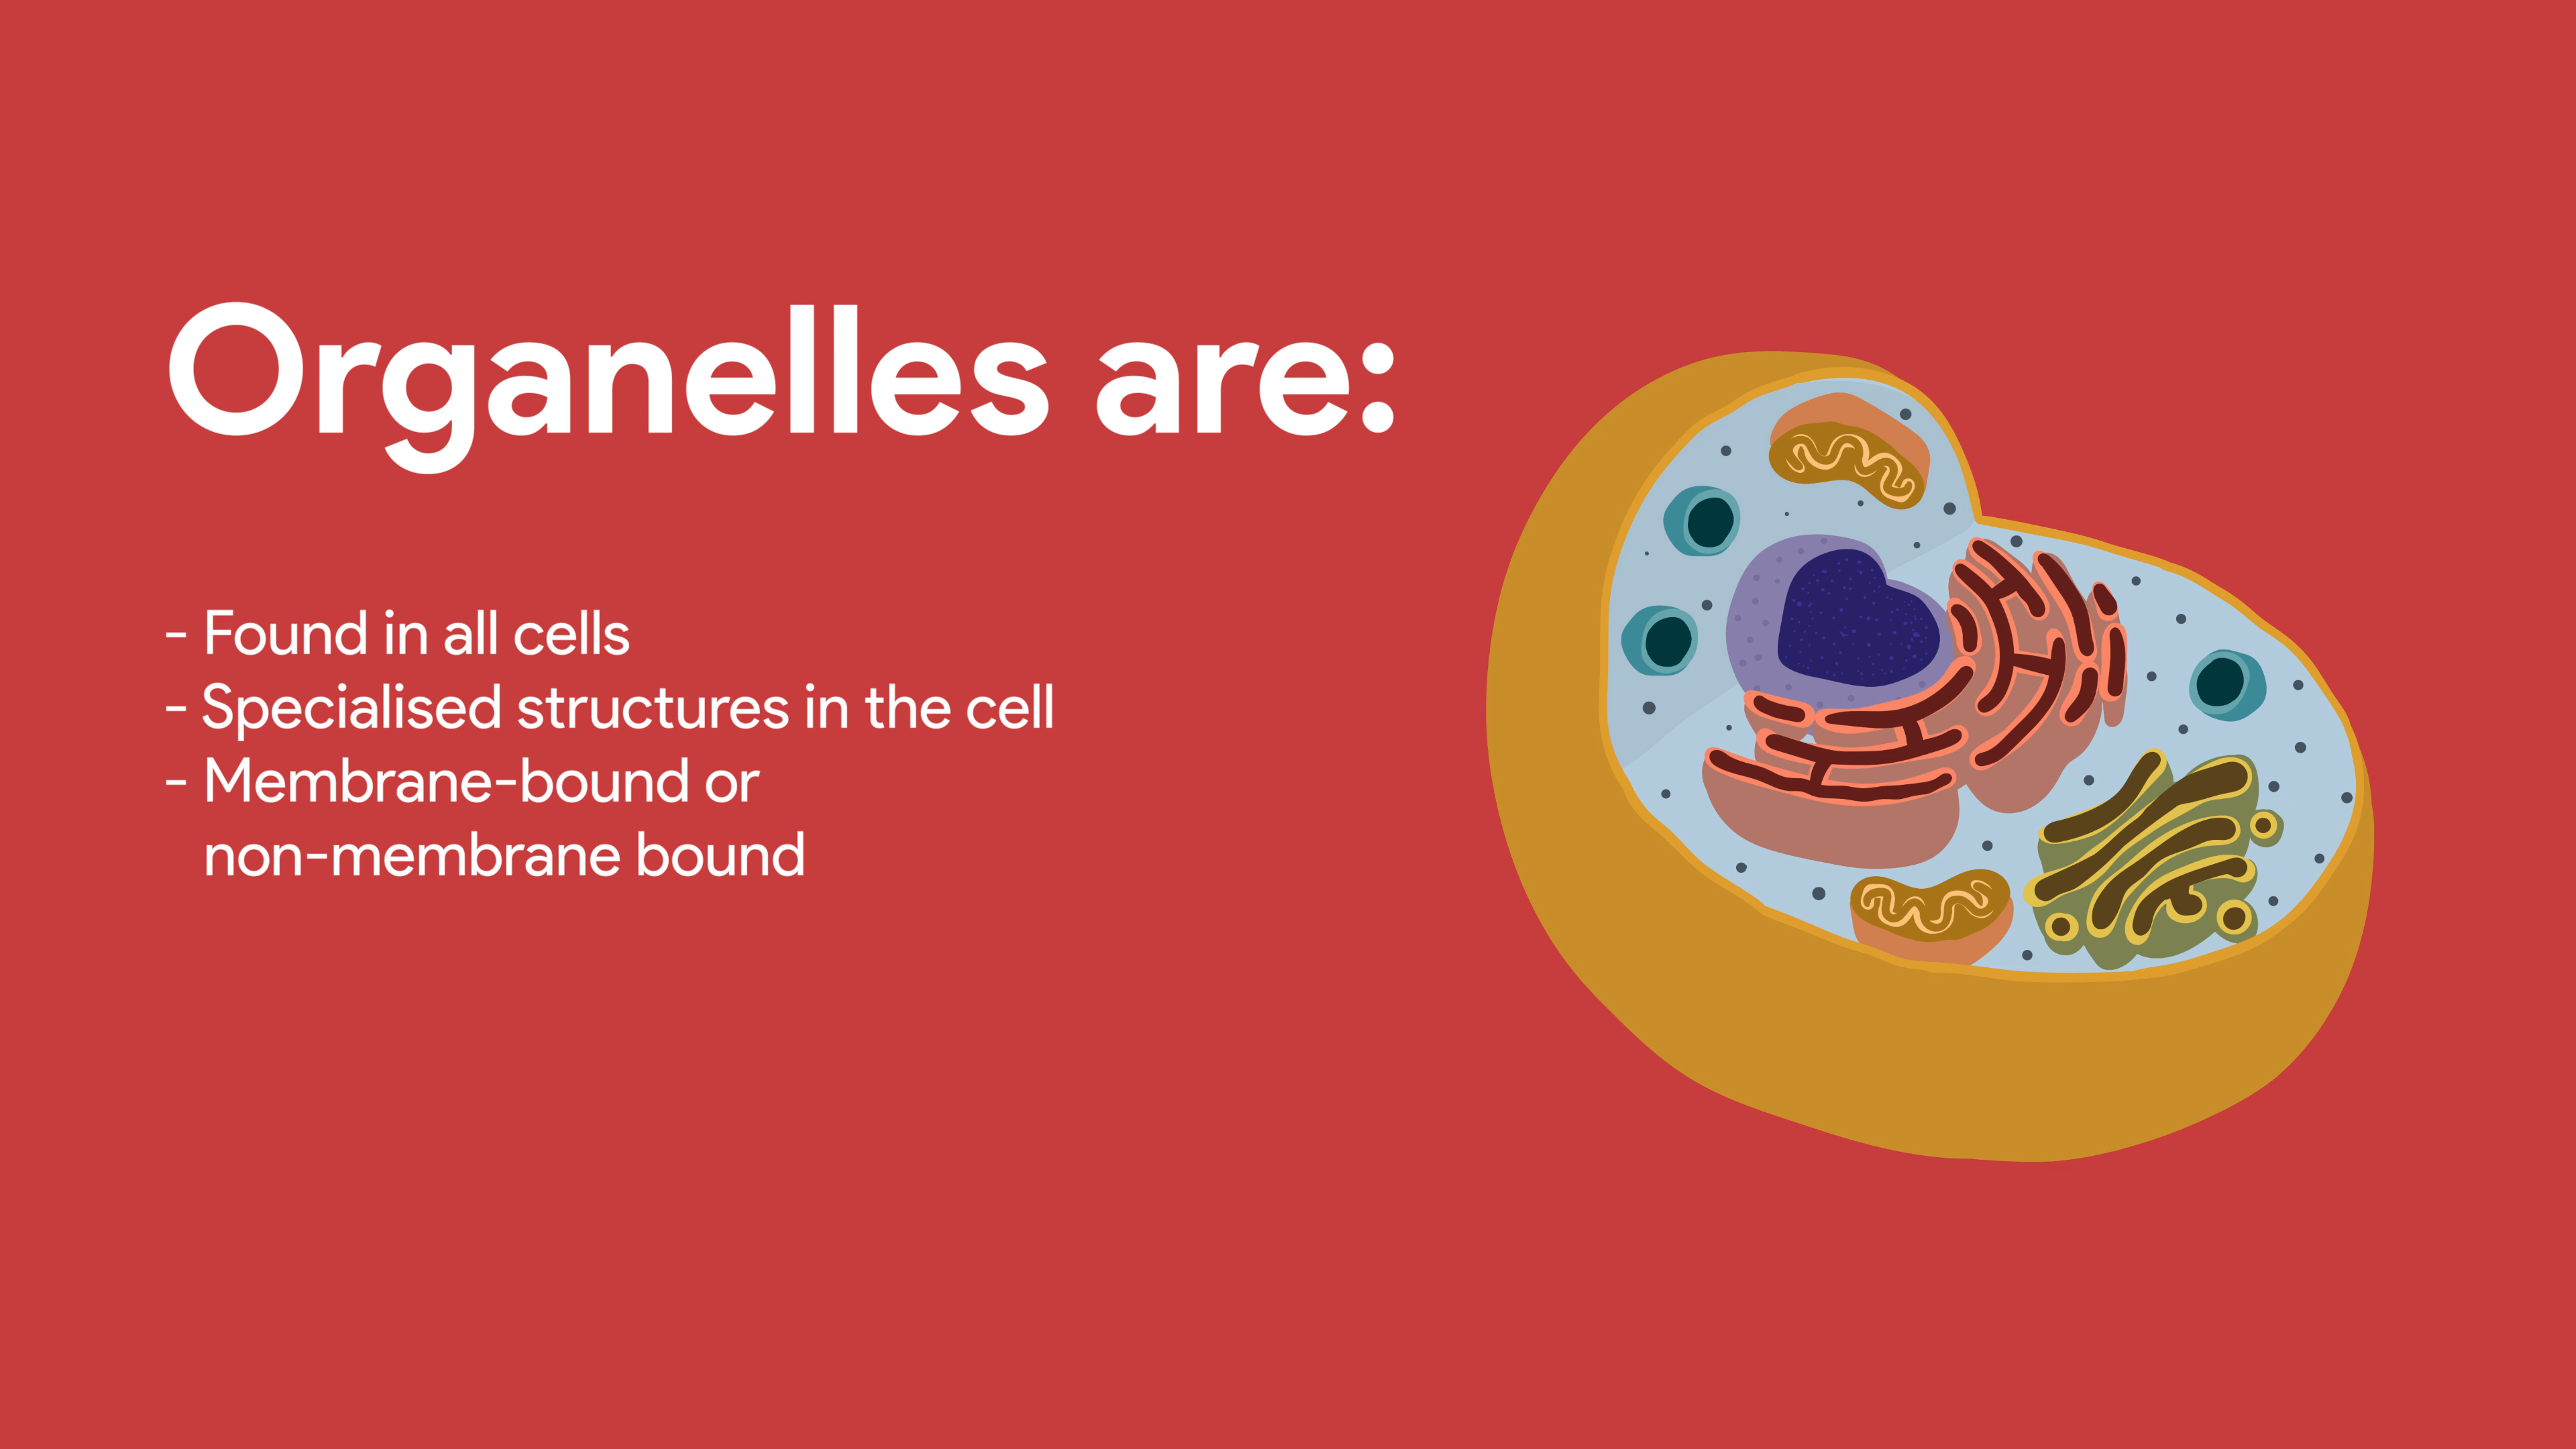 Organelles are:
- Found in all cells
- Specialised structures in the cell
- Membrane-bound or
non-membrane bound